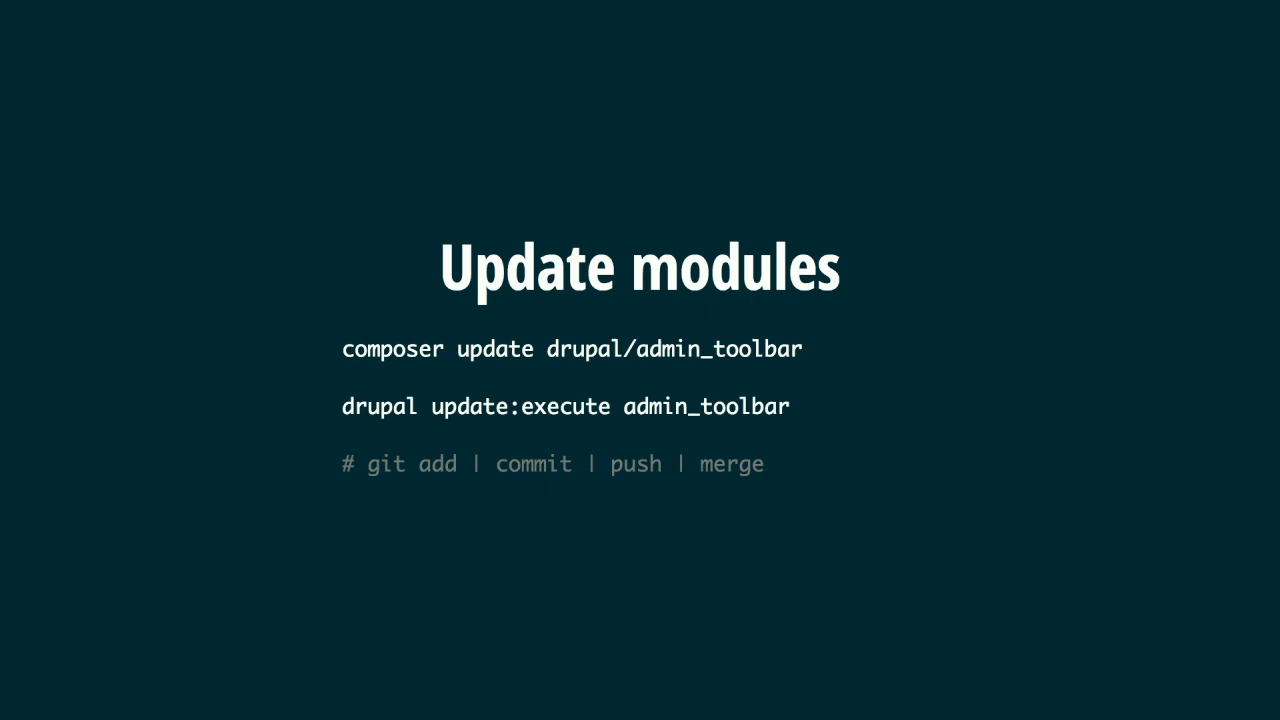 Update modules
composer update drupal/admin_toolbar
drupal update:execute admin_toolbar
# git add | commit | push | merge